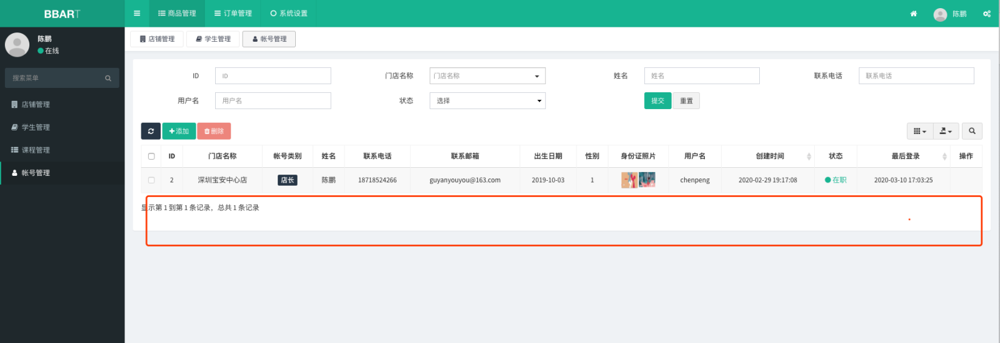 BBART 商品管理 订单管理 系统设置 陈鹏
陈鹏
在线
店铺管理 学生管理 帐号管理
搜索菜单
店铺管理
学生管理
课程管理
帐号管理
ID ID 门店名称 门店名称 姓名 姓名 联系电话 联系电话
用户名 用户名 状态 选择 提交 重置
添加 删除
ID 门店名称 帐号类别 姓名 联系电话 联系邮箱 出生日期 性别 身份证照片 用户名 创建时间 状态 最后登录 操作
2 深圳宝安中心店 店长 陈鹏 18718524266 guyanyouyou@163.com 2019-10-03 1 chenpeng 2020-02-29 19:17:08 在职 2020-03-10 17:03:25
显示第 1 到第 1 条记录，总共 1 条记录